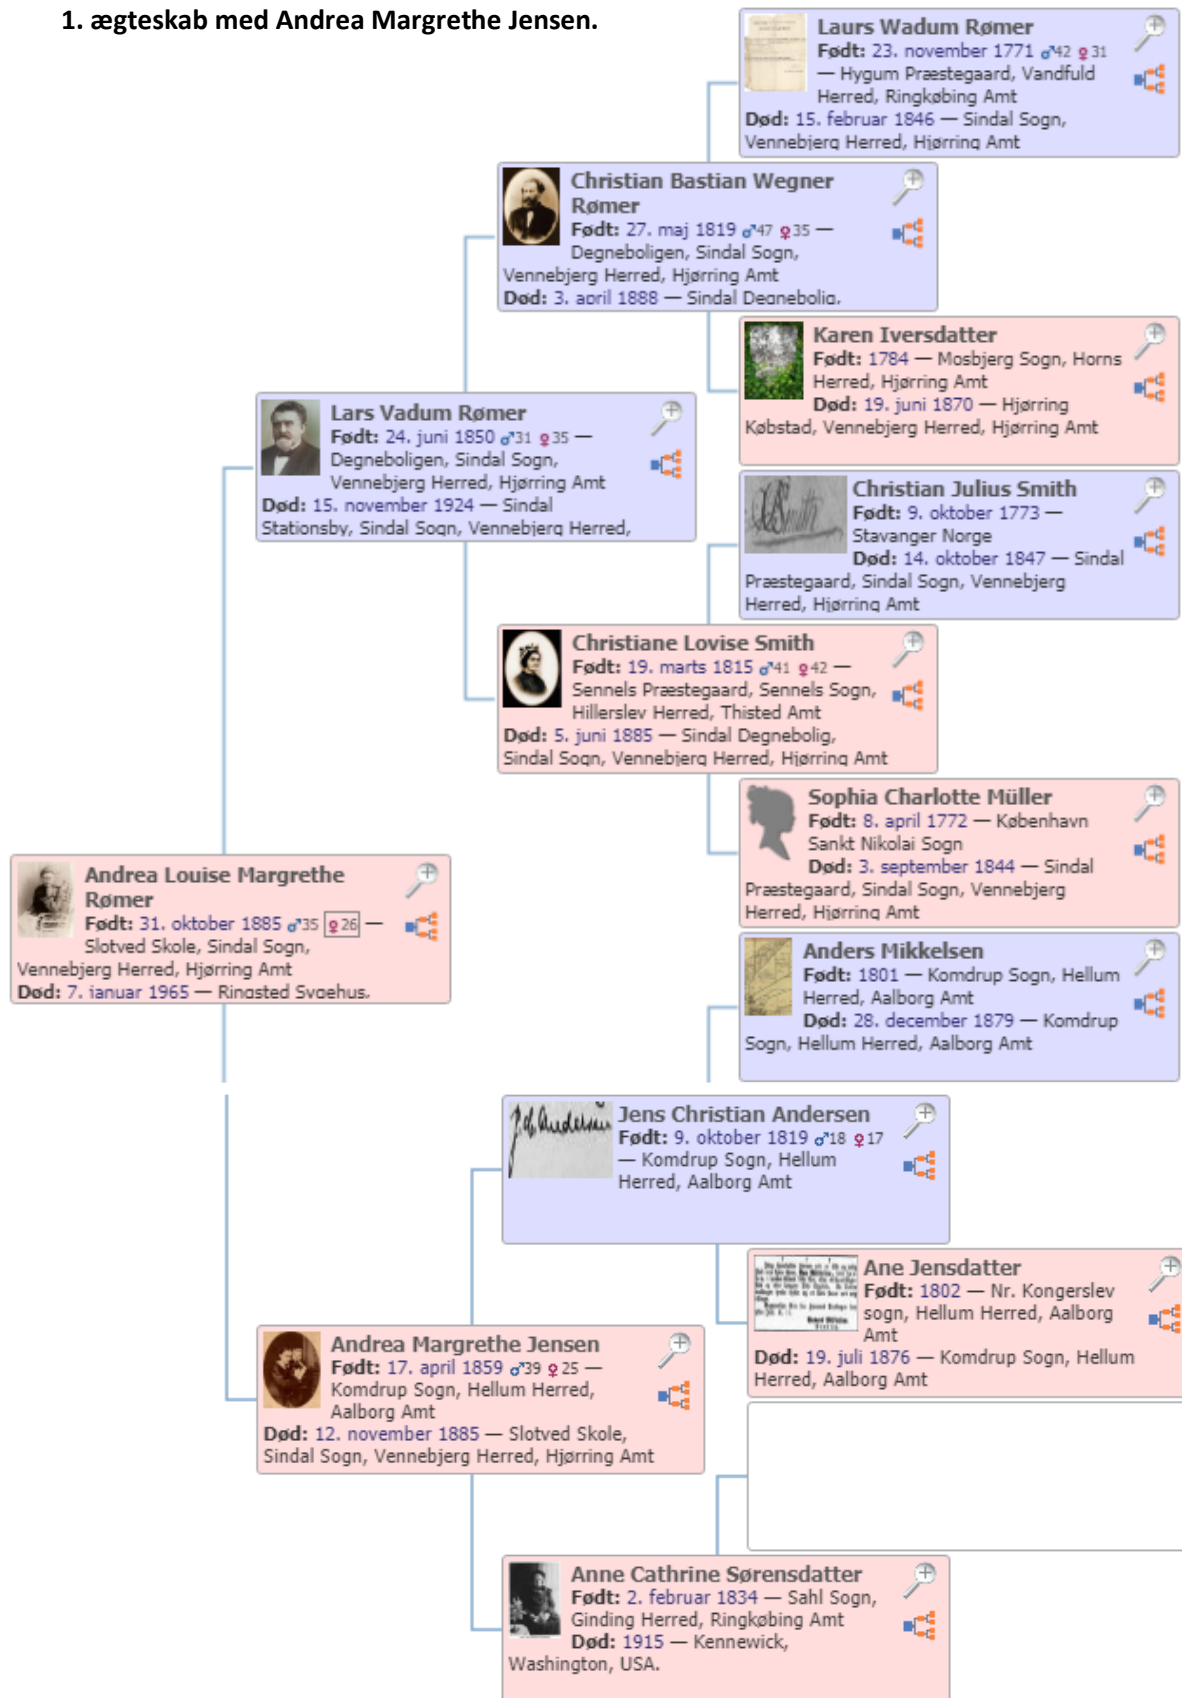 1. ægteskab med Andrea Margrethe Jensen.
Laurs Wadum Rømer
Født: 23. november 1771 ♂42 ♀31
— Hygum Præstegaard, Vandfuld
Herred, Ringkøbing Amt
Død: 15. februar 1846 — Sindal Sogn,
Vennebjerg Herred, Hjørring Amt
Christian Bastian Wegner
Rømer
Født: 27. maj 1819 ♂47 ♀35 —
Degneboligen, Sindal Sogn,
Vennebjerg Herred, Hjørring Amt
Død: 3. april 1888 — Sindal Degnebolig,
Karen Iversdatter
Født: 1784 — Mosbjerg Sogn, Horns
Herred, Hjørring Amt
Død: 19. juni 1870 — Hjørring
Købstad, Vennebjerg Herred, Hjørring Amt
Lars Vadum Rømer
Født: 24. juni 1850 ♂31 ♀35 —
Degneboligen, Sindal Sogn,
Vennebjerg Herred, Hjørring Amt
Død: 15. november 1924 — Sindal
Stationsby, Sindal Sogn, Vennebjerg Herred,
Christian Julius Smith
Født: 9. oktober 1773 —
Stavanger Norge
Død: 14. oktober 1847 — Sindal
Præstegaard, Sindal Sogn, Vennebjerg
Herred, Hjørring Amt
Christiane Lovise Smith
Født: 19. marts 1815 ♂41 ♀42 —
Sennels Præstegaard, Sennels Sogn,
Hillerslev Herred, Thisted Amt
Død: 5. juni 1885 — Sindal Degnebolig,
Sindal Sogn, Vennebjerg Herred, Hjørring Amt
Sophia Charlotte Müller
Født: 8. april 1772 — København
Sankt Nikolai Sogn
Død: 3. september 1844 — Sindal
Præstegaard, Sindal Sogn, Vennebjerg
Herred, Hjørring Amt
Andrea Louise Margrethe
Rømer
Født: 31. oktober 1885 ♂35 ♀26 —
Slotved Skole, Sindal Sogn,
Vennebjerg Herred, Hjørring Amt
Død: 7. januar 1965 — Ringsted Sygehus,
Anders Mikkelsen
Født: 1801 — Komdrup Sogn, Hellum
Herred, Aalborg Amt
Død: 28. december 1879 — Komdrup
Sogn, Hellum Herred, Aalborg Amt
J. C. Andersen
Jens Christian Andersen
Født: 9. oktober 1819 ♂18 ♀17
— Komdrup Sogn, Hellum
Herred, Aalborg Amt
Ane Jensdatter
Født: 1802 — Nr. Kongerslev
sogn, Hellum Herred, Aalborg
Amt
Død: 19. juli 1876 — Komdrup Sogn, Hellum
Herred, Aalborg Amt
Andrea Margrethe Jensen
Født: 17. april 1859 ♂39 ♀25 —
Komdrup Sogn, Hellum Herred,
Aalborg Amt
Død: 12. november 1885 — Slotved Skole,
Sindal Sogn, Vennebjerg Herred, Hjørring Amt
Anne Cathrine Sørensdatter
Født: 2. februar 1834 — Sahl Sogn,
Ginding Herred, Ringkøbing Amt
Død: 1915 — Kennewick,
Washington, USA.